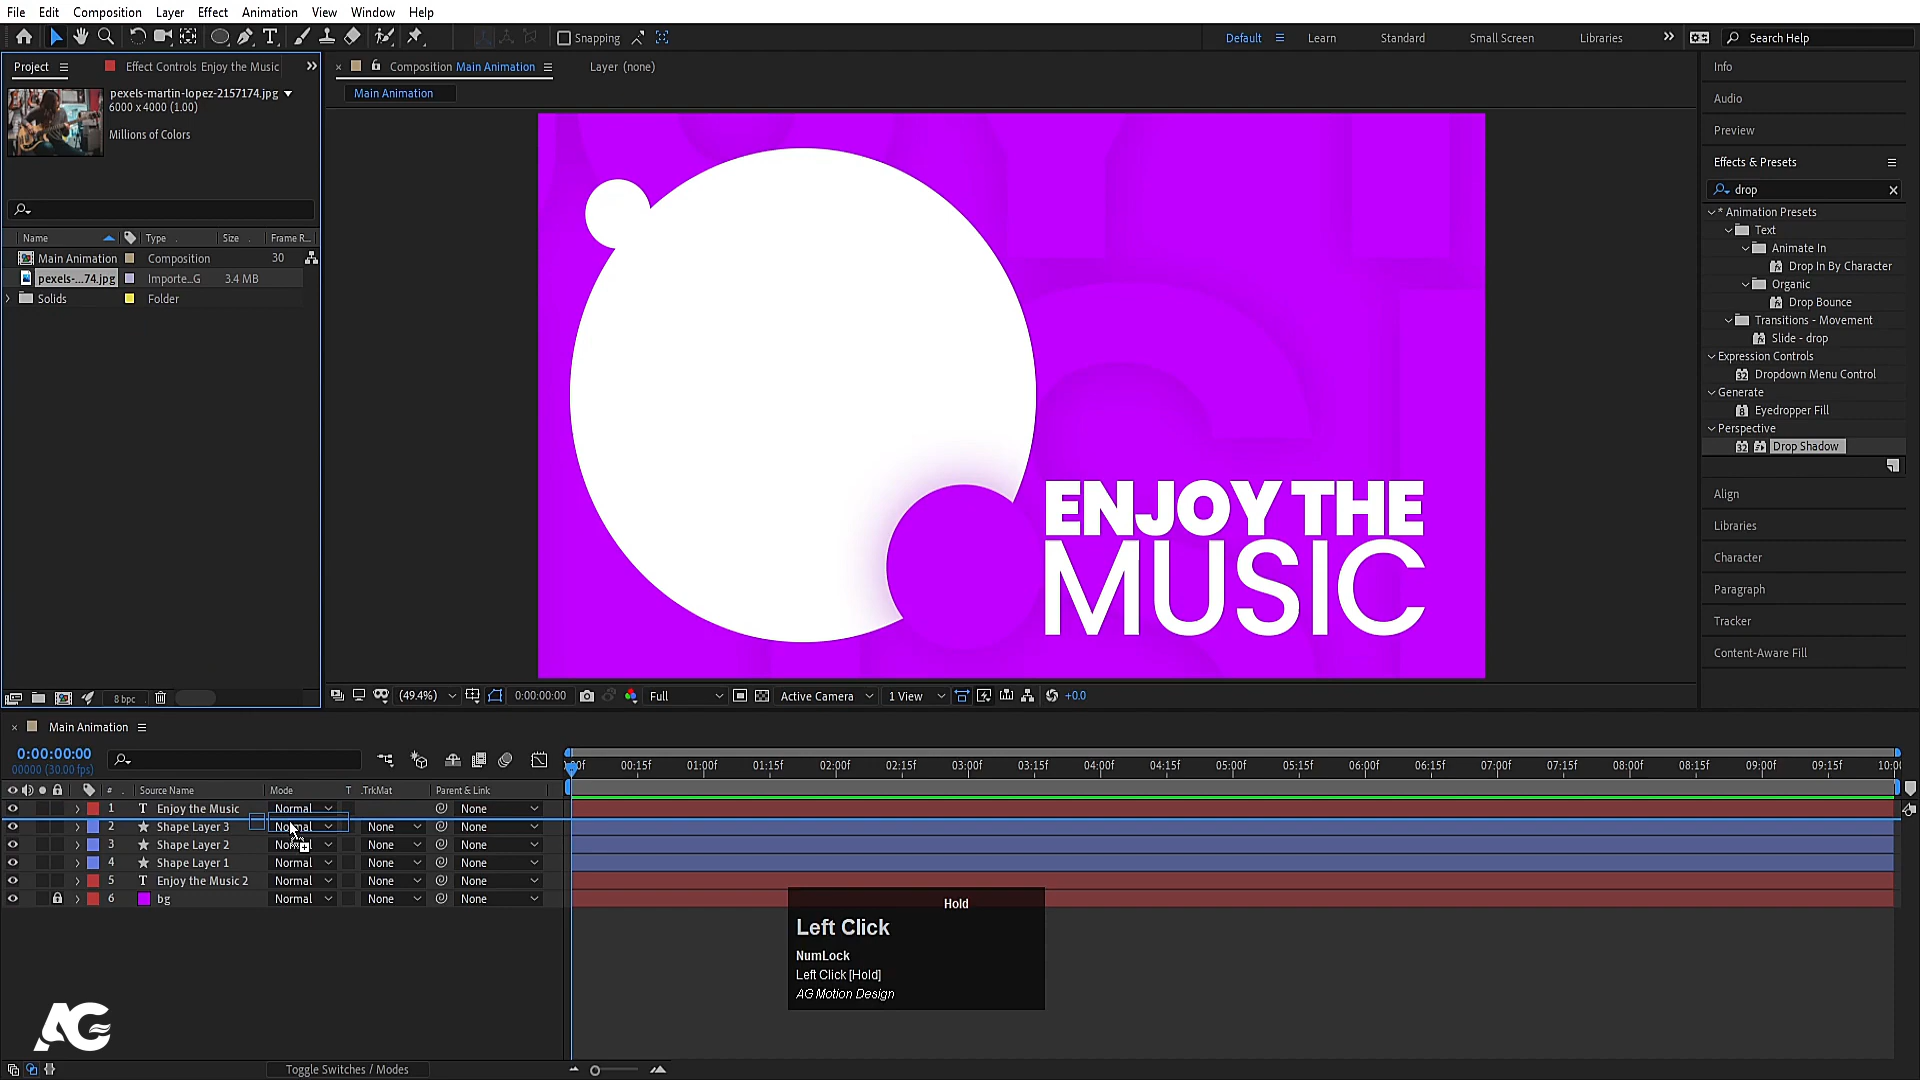 File Edit Composition Layer Effect Animation View Window Help
Snapping Default Learn Standard Small Screen Libraries Search Help
Project Effect Controls Enjoy the Music Composition Main Animation Layer (none) Info
pexels-martin-lopez-2157174.jpg
6000 x 4000 (1.00)
Millions of Colors
Main Animation
Audio
Preview
Effects & Presets
drop
* Animation Presets
Text
Animate In
Drop In By Character
Organic
Drop Bounce
Transitions - Movement
Slide - drop
Expression Controls
Dropdown Menu Control
Generate
Eyedropper Fill
Perspective
Drop Shadow
Align
Libraries
Character
Paragraph
Tracker
Content-Aware Fill
Name Type Size Frame R...
Main Animation Composition 30
pexels-...74.jpg Importe...G 3.4 MB
Solids Folder
ENJOY THE
MUSIC
8 bpc
(49.4%) 0:00:00:00 Full Active Camera 1 View +0.0
Main Animation
0:00:00:00
00000 (30.00 fps)
00:15f 01:00f 01:15f 02:00f 02:15f 03:00f 03:15f 04:00f 04:15f 05:00f 05:15f 06:00f 06:15f 07:00f 07:15f 08:00f 08:15f 09:00f 09:15f
# Source Name Mode T .TrkMat Parent & Link
1 T Enjoy the Music Normal None
2 Shape Layer 3 Normal None None
3 Shape Layer 2 None None
4 Shape Layer 1 Normal None None
5 T Enjoy the Music 2 Normal None None
6 bg Normal None None
Hold
Left Click
NumLock
Left Click [Hold]
AG Motion Design
AG
Toggle Switches / Modes